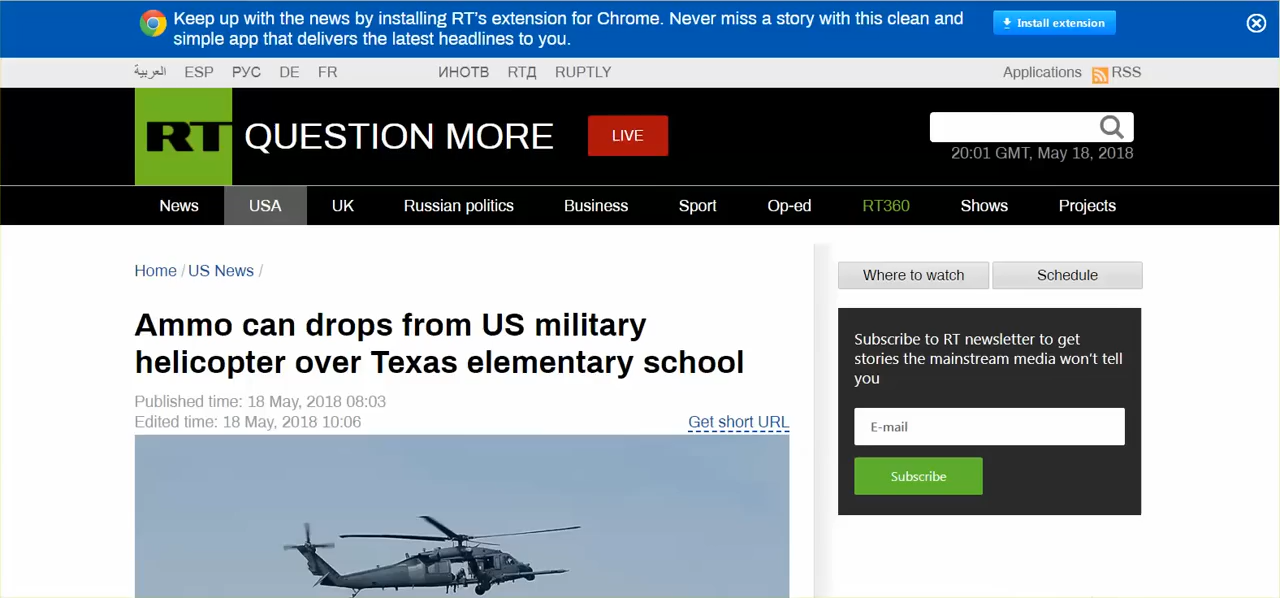 Keep up with the news by installing RT's extension for Chrome. Never miss a story with this clean and
simple app that delivers the latest headlines to you.
Install extension
العربية ESP РУС DE FR ИНОТВ RTД RUPTLY
Applications RSS
RT QUESTION MORE LIVE
20:01 GMT, May 18, 2018
News USA UK Russian politics Business Sport Op-ed RT360 Shows Projects
Home / US News /
Ammo can drops from US military
helicopter over Texas elementary school
Published time: 18 May, 2018 08:03
Edited time: 18 May, 2018 10:06
Get short URL
Where to watch Schedule
Subscribe to RT newsletter to get
stories the mainstream media won't tell
you
E-mail
Subscribe